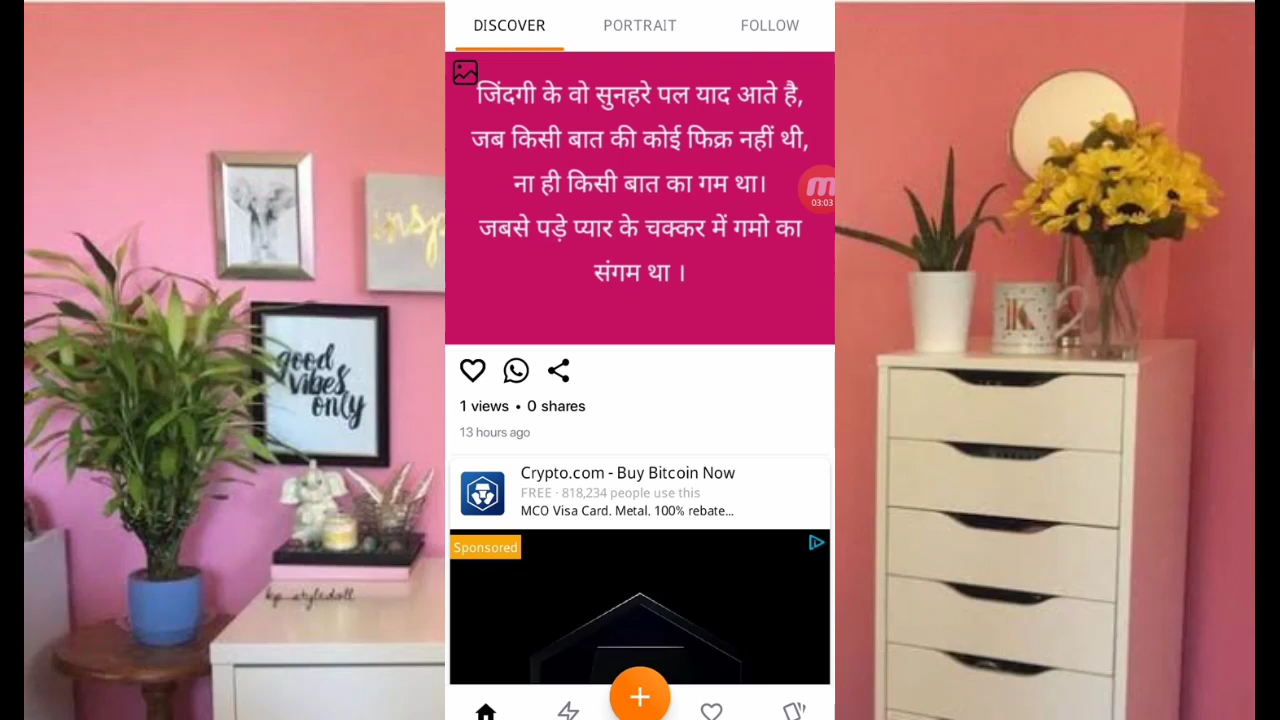 DISCOVER
PORTRAIT
FOLLOW
जिंदगी के वो सुनहरे पल याद आते है,
जब किसी बात की कोई फिक्र नहीं थी,
ना ही किसी बात का गम था।
जबसे पड़े प्यार के चक्कर में गमो का
संगम था ।
03:03
1 views • 0 shares
13 hours ago
Crypto.com - Buy Bitcoin Now
FREE · 818,234 people use this
MCO Visa Card. Metal. 100% rebate...
Sponsored
insp
good
vibes
only
kp_styledoll
K